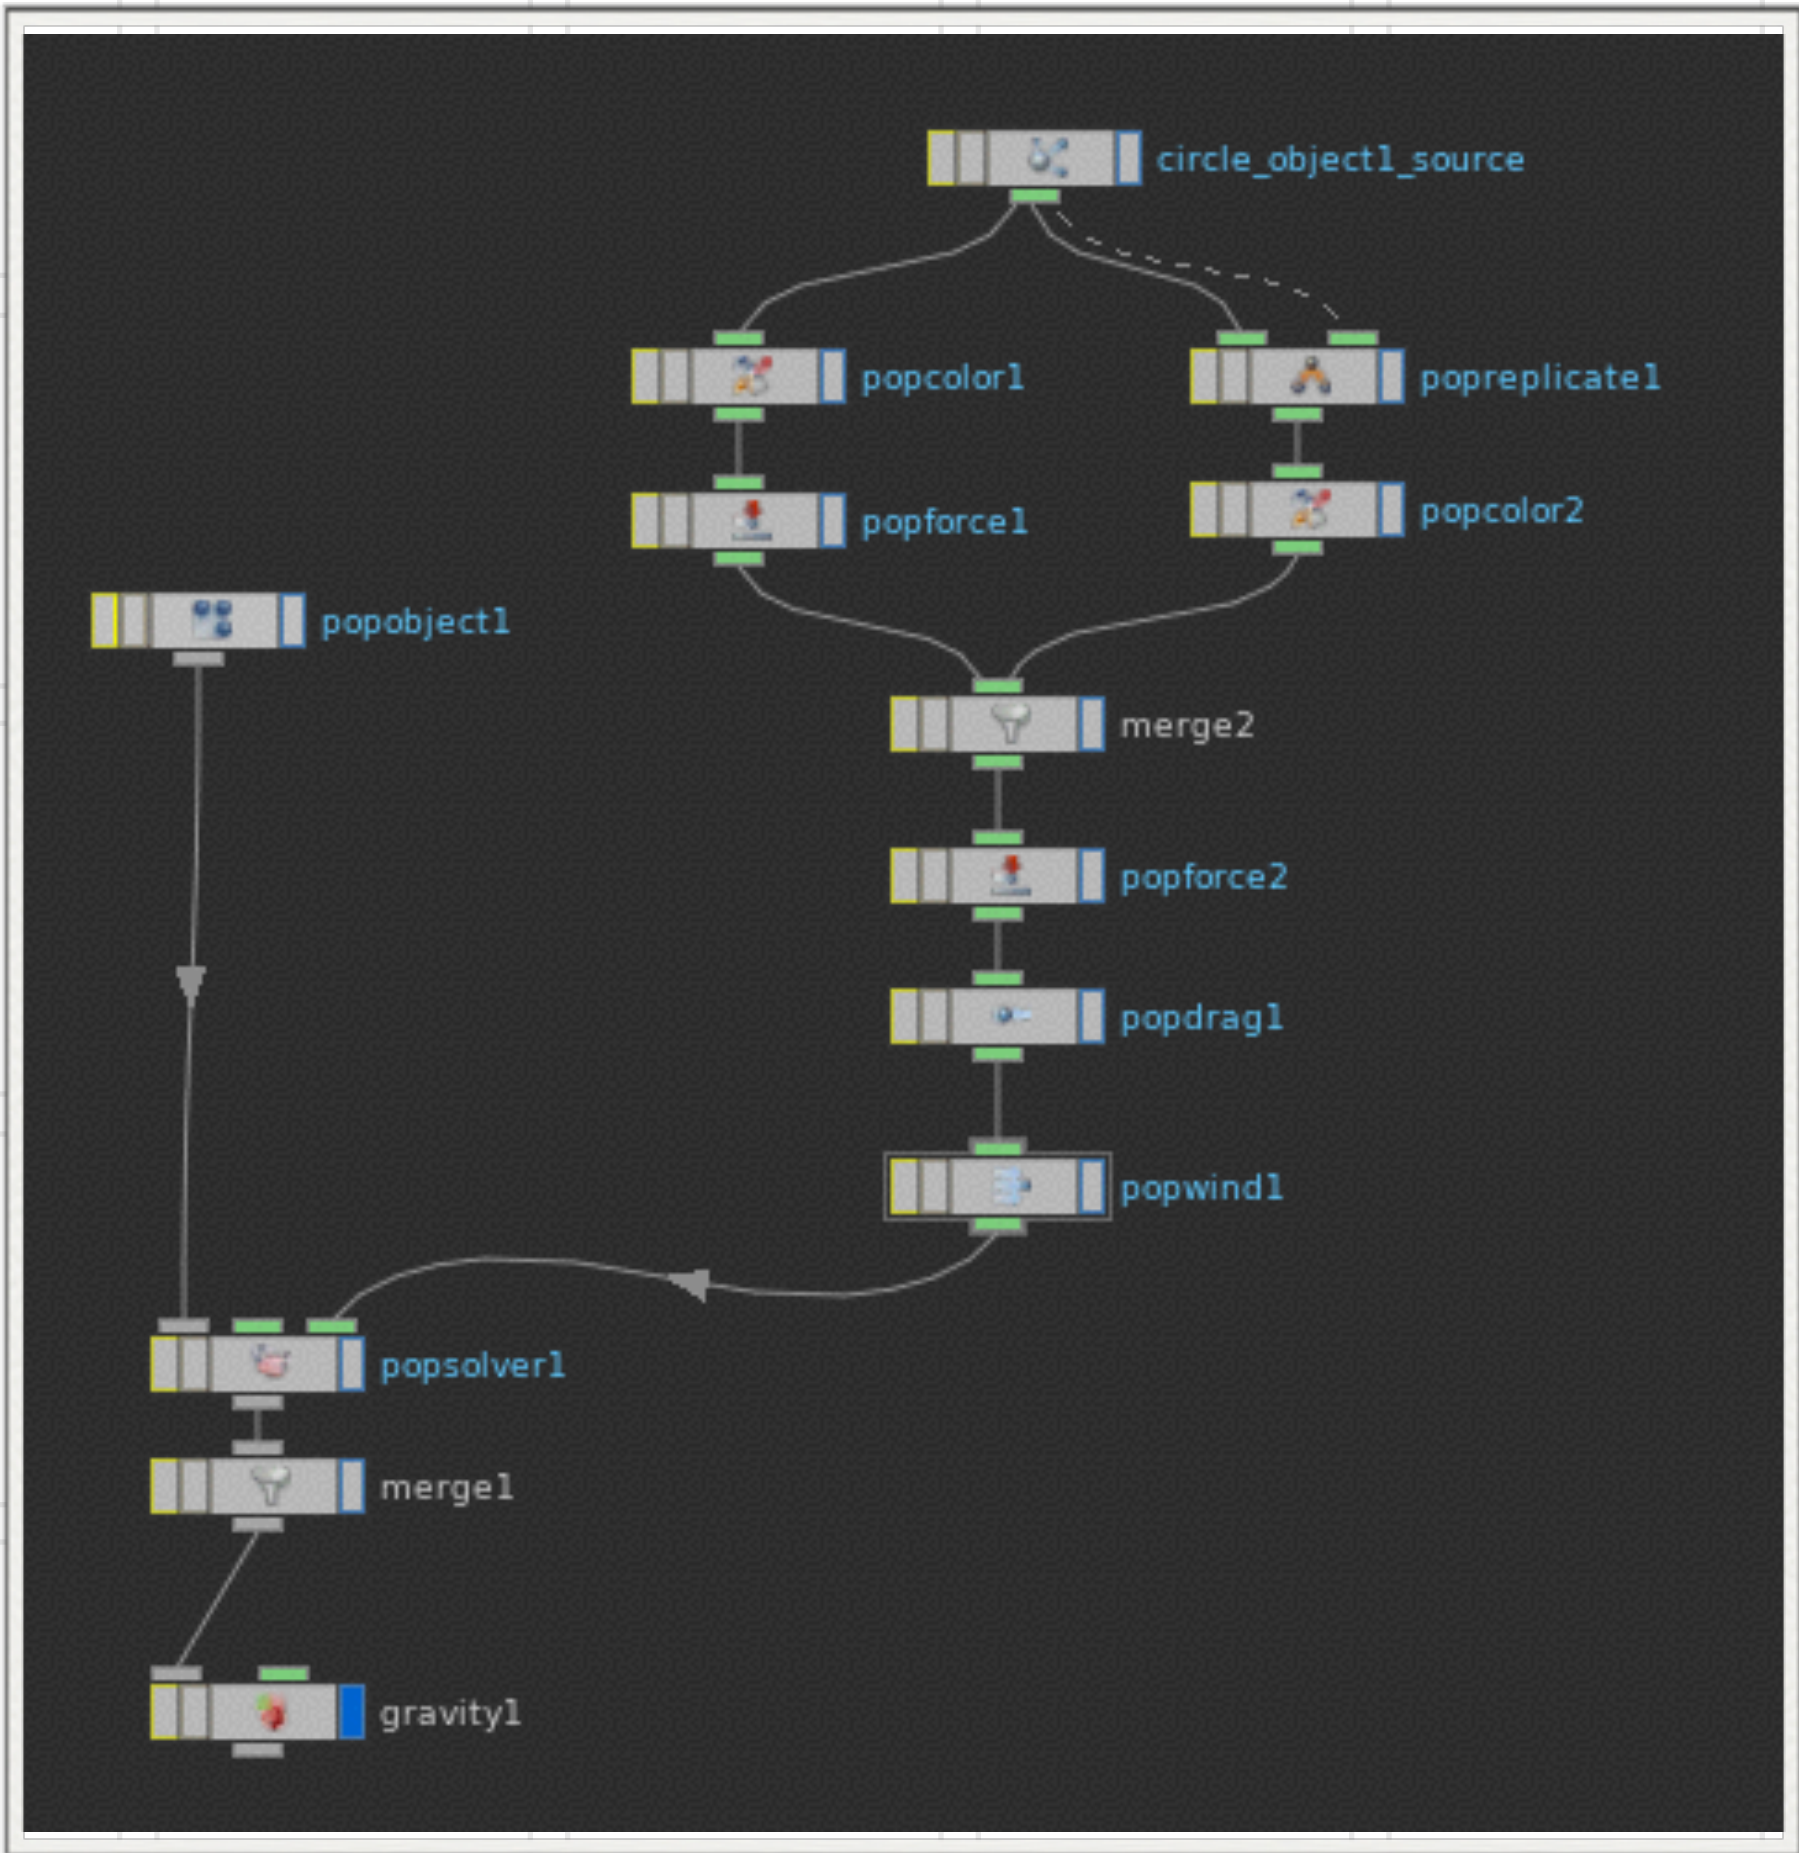 circle_object1_source
popcolor1
popreplicate1
popforce1
popcolor2
popobject1
merge2
popforce2
popdrag1
popwind1
popsolver1
merge1
gravity1